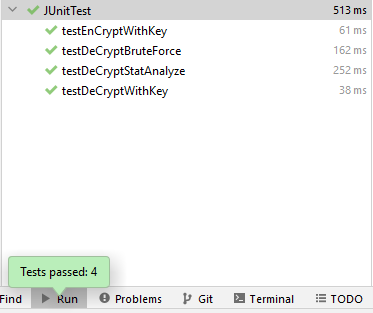 JUnitTest 513 ms
testEnCryptWithKey 61 ms
testDeCryptBruteForce 162 ms
testDeCryptStatAnalyze 252 ms
testDeCryptWithKey 38 ms
Tests passed: 4
Find Run Problems Git Terminal TODO